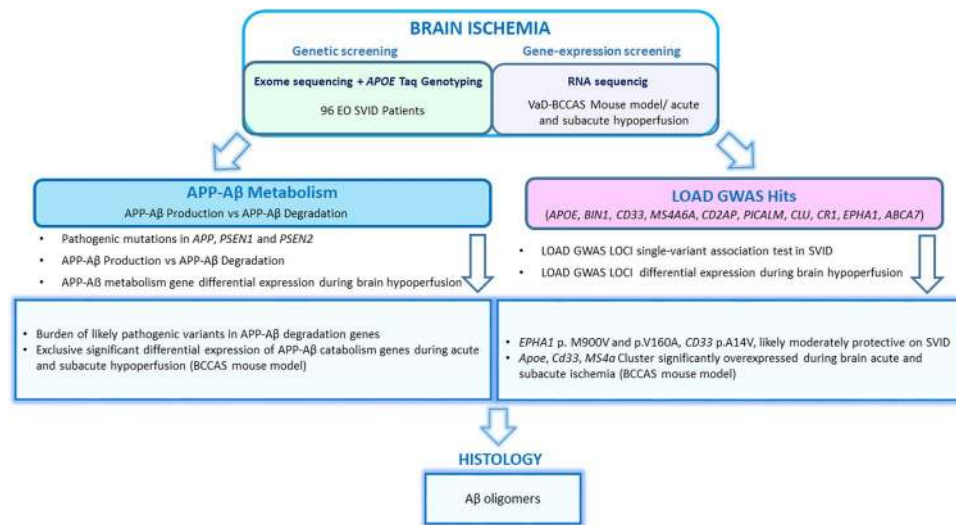 BRAIN ISCHEMIA
Genetic screening
Gene-expression screening
Exome sequencing + APOE Taq Genotyping
96 EO SVID Patients
RNA sequencig
VaD-BCCAS Mouse model/ acute
and subacute hypoperfusion
APP-Aβ Metabolism
APP-Aβ Production vs APP-Aβ Degradation
• Pathogenic mutations in APP, PSEN1 and PSEN2
• APP-Aβ Production vs APP-Aβ Degradation
• APP-Aß metabolism gene differential expression during brain hypoperfusion
LOAD GWAS Hits
(APOE, BIN1, CD33, MS4A6A, CD2AP, PICALM, CLU, CR1, EPHA1, ABCA7)
• LOAD GWAS LOCI single-variant association test in SVID
• LOAD GWAS LOCI differential expression during brain hypoperfusion
• Burden of likely pathogenic variants in APP-Aβ degradation genes
• Exclusive significant differential expression of APP-Aβ catabolism genes during acute
and subacute hypoperfusion (BCCAS mouse model)
• EPHA1 p. M900V and p.V160A, CD33 p.A14V, likely moderately protective on SVID
• Apoe, Cd33, MS4a Cluster significantly overexpressed during brain acute and
subacute ischemia (BCCAS mouse model)
HISTOLOGY
Aβ oligomers